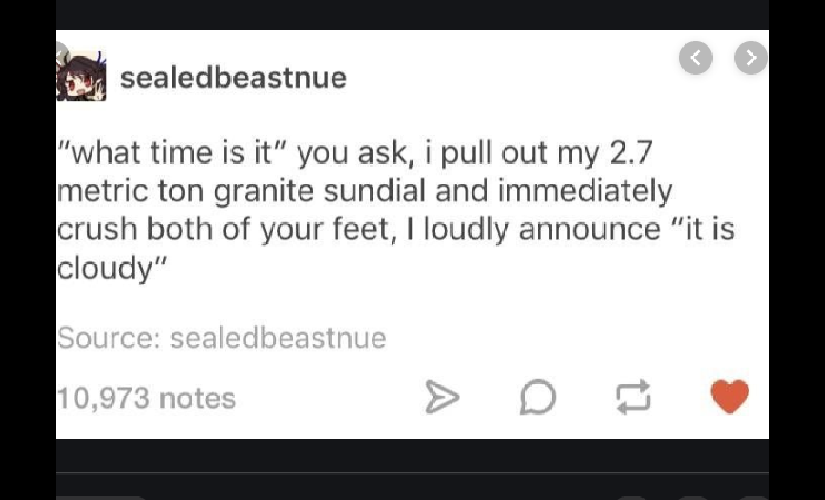 sealedbeastnue
"what time is it" you ask, i pull out my 2.7
metric ton granite sundial and immediately
crush both of your feet, I loudly announce "it is
cloudy"
Source: sealedbeastnue
10,973 notes